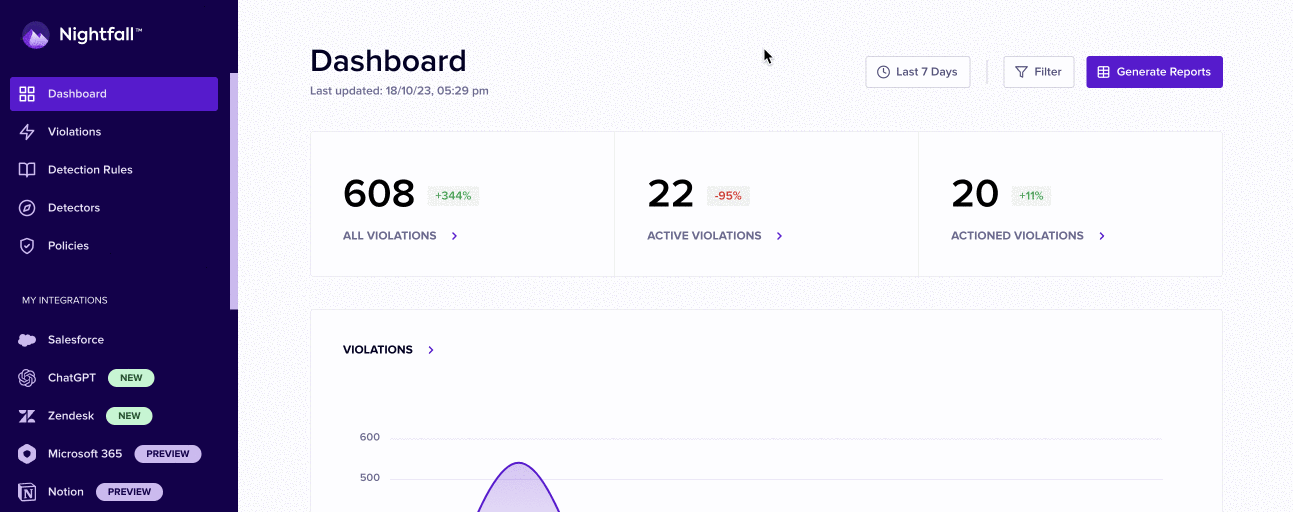 Nightfall™
Dashboard
Violations
Detection Rules
Detectors
Policies
MY INTEGRATIONS
Salesforce
ChatGPT NEW
Zendesk NEW
Microsoft 365 PREVIEW
Notion PREVIEW
Dashboard
Last updated: 18/10/23, 05:29 pm
Last 7 Days
Filter
Generate Reports
608 +344%
ALL VIOLATIONS
22 -95%
ACTIVE VIOLATIONS
20 +11%
ACTIONED VIOLATIONS
VIOLATIONS
600
500